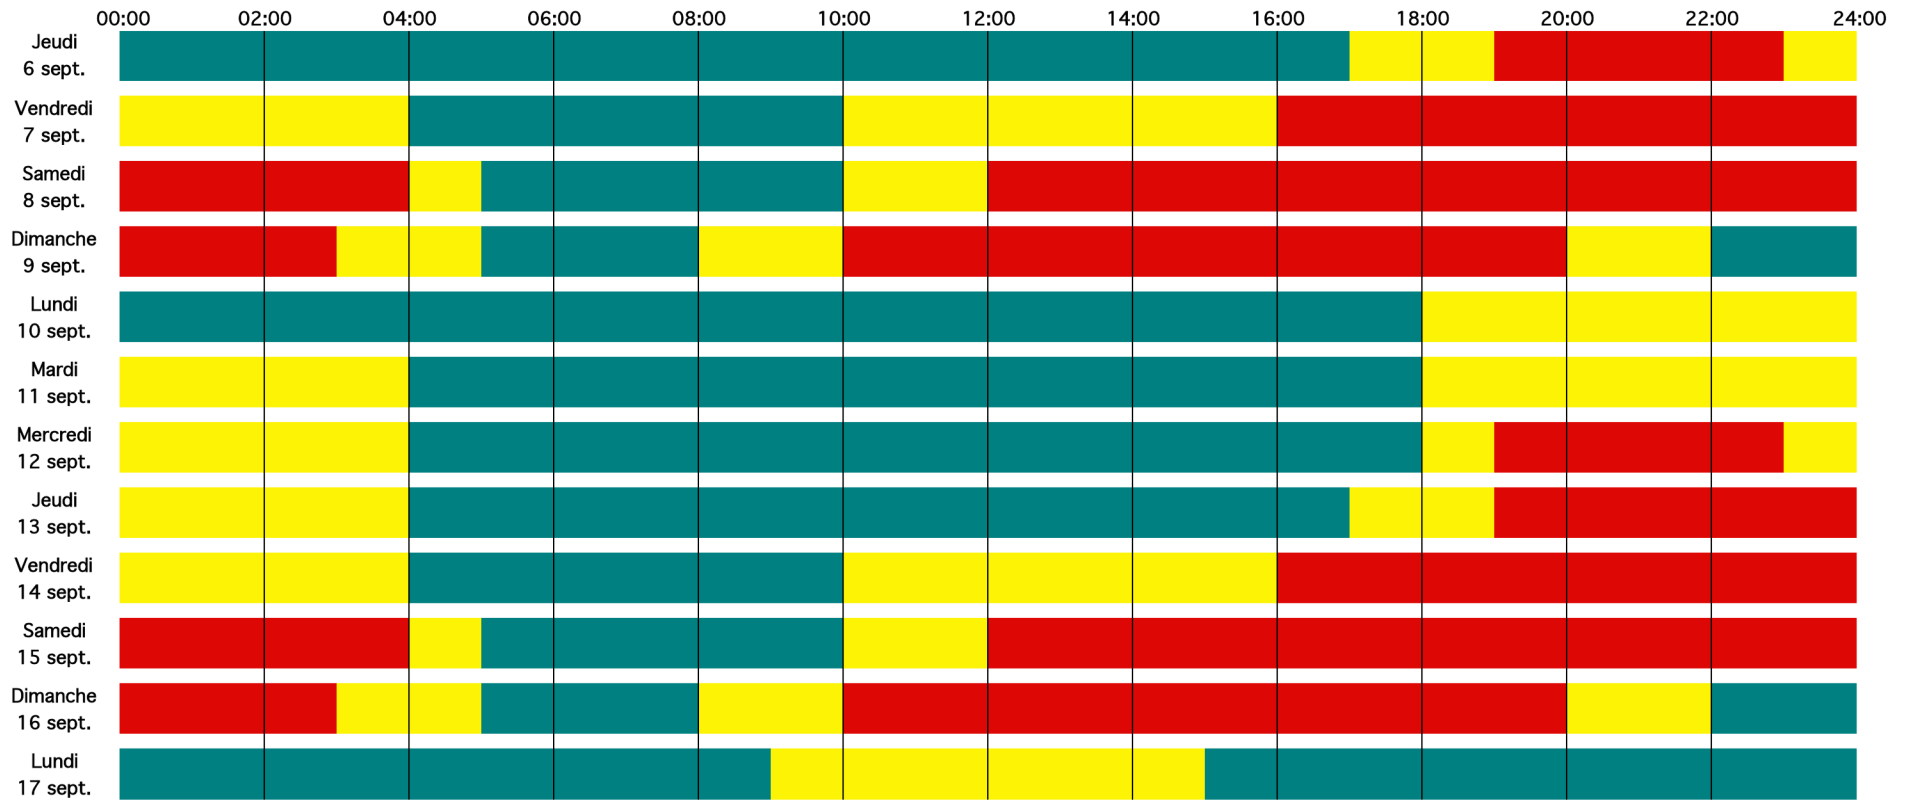 00:00 02:00 04:00 06:00 08:00 10:00 12:00 14:00 16:00 18:00 20:00 22:00 24:00
Jeudi
6 sept.
Vendredi
7 sept.
Samedi
8 sept.
Dimanche
9 sept.
Lundi
10 sept.
Mardi
11 sept.
Mercredi
12 sept.
Jeudi
13 sept.
Vendredi
14 sept.
Samedi
15 sept.
Dimanche
16 sept.
Lundi
17 sept.